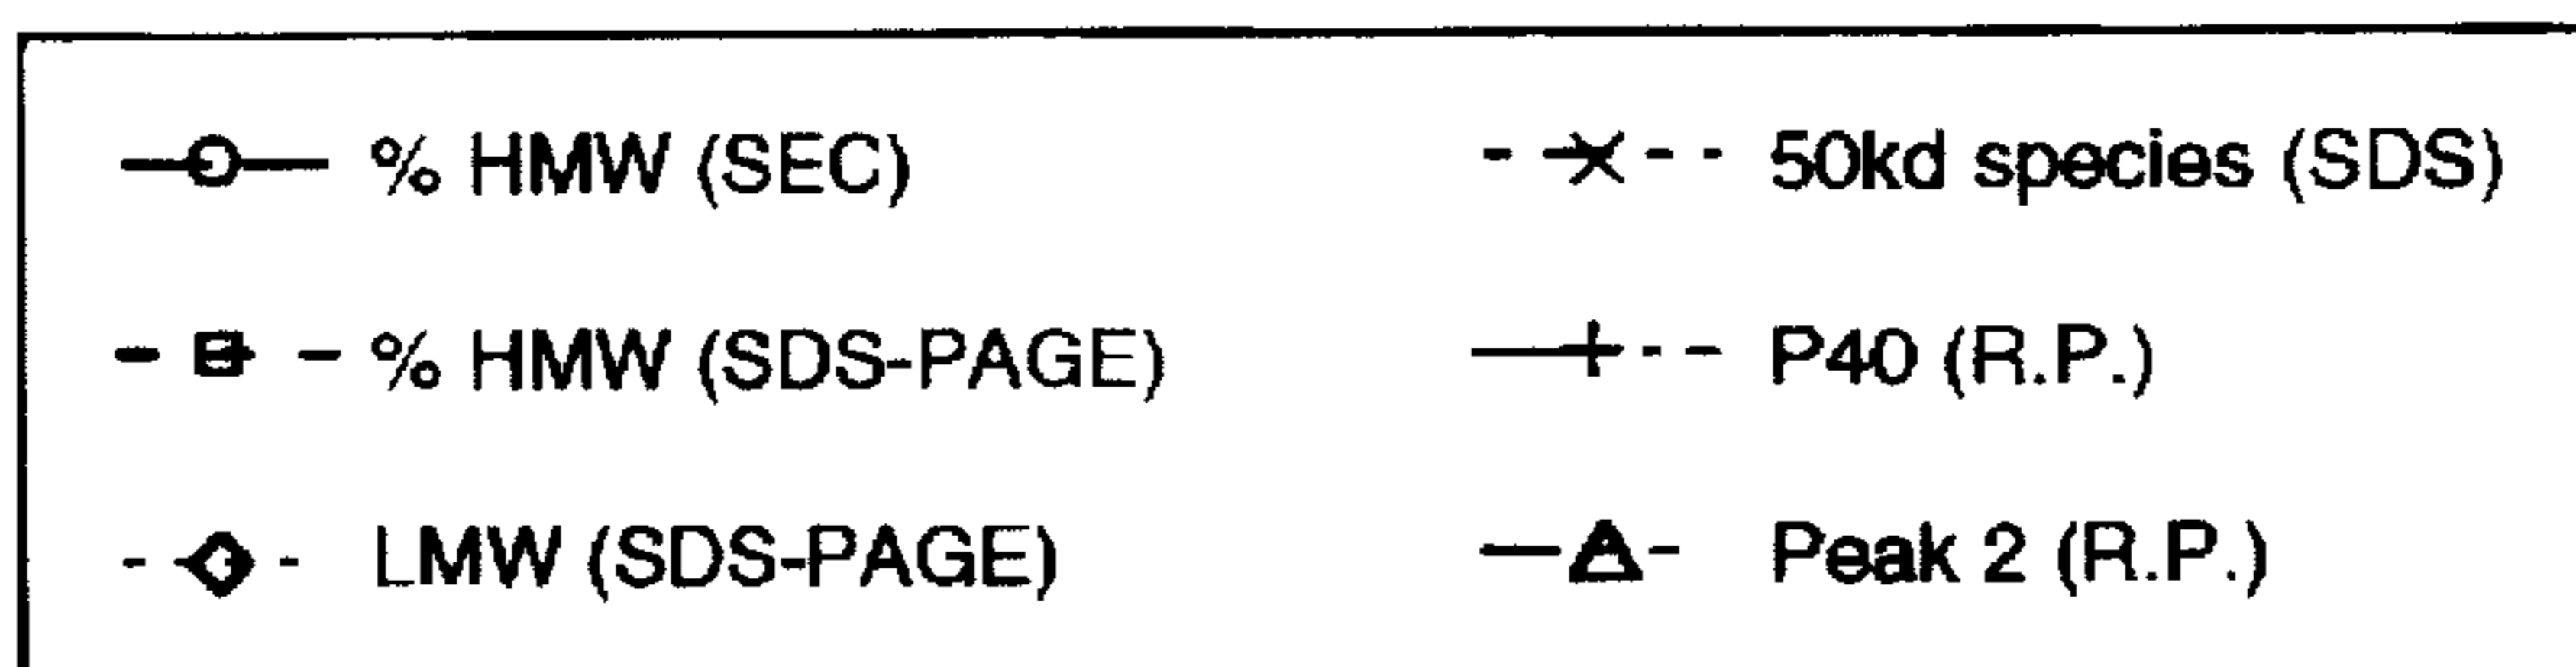 % HMW (SEC)
% HMW (SDS-PAGE)
LMW (SDS-PAGE)
50kd species (SDS)
P40 (R.P.)
Peak 2 (R.P.)